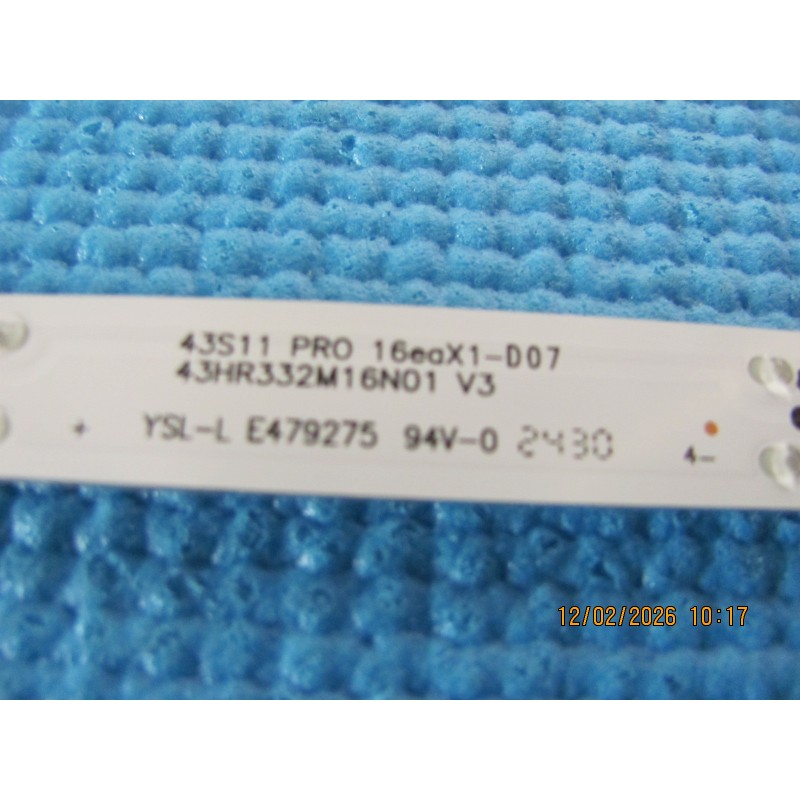 43S11 PRO 16eaX1-D07
43HR332M16N01 V3
+ YSL-L E479275 94V-0 2430
4-
12/02/2026 10:17